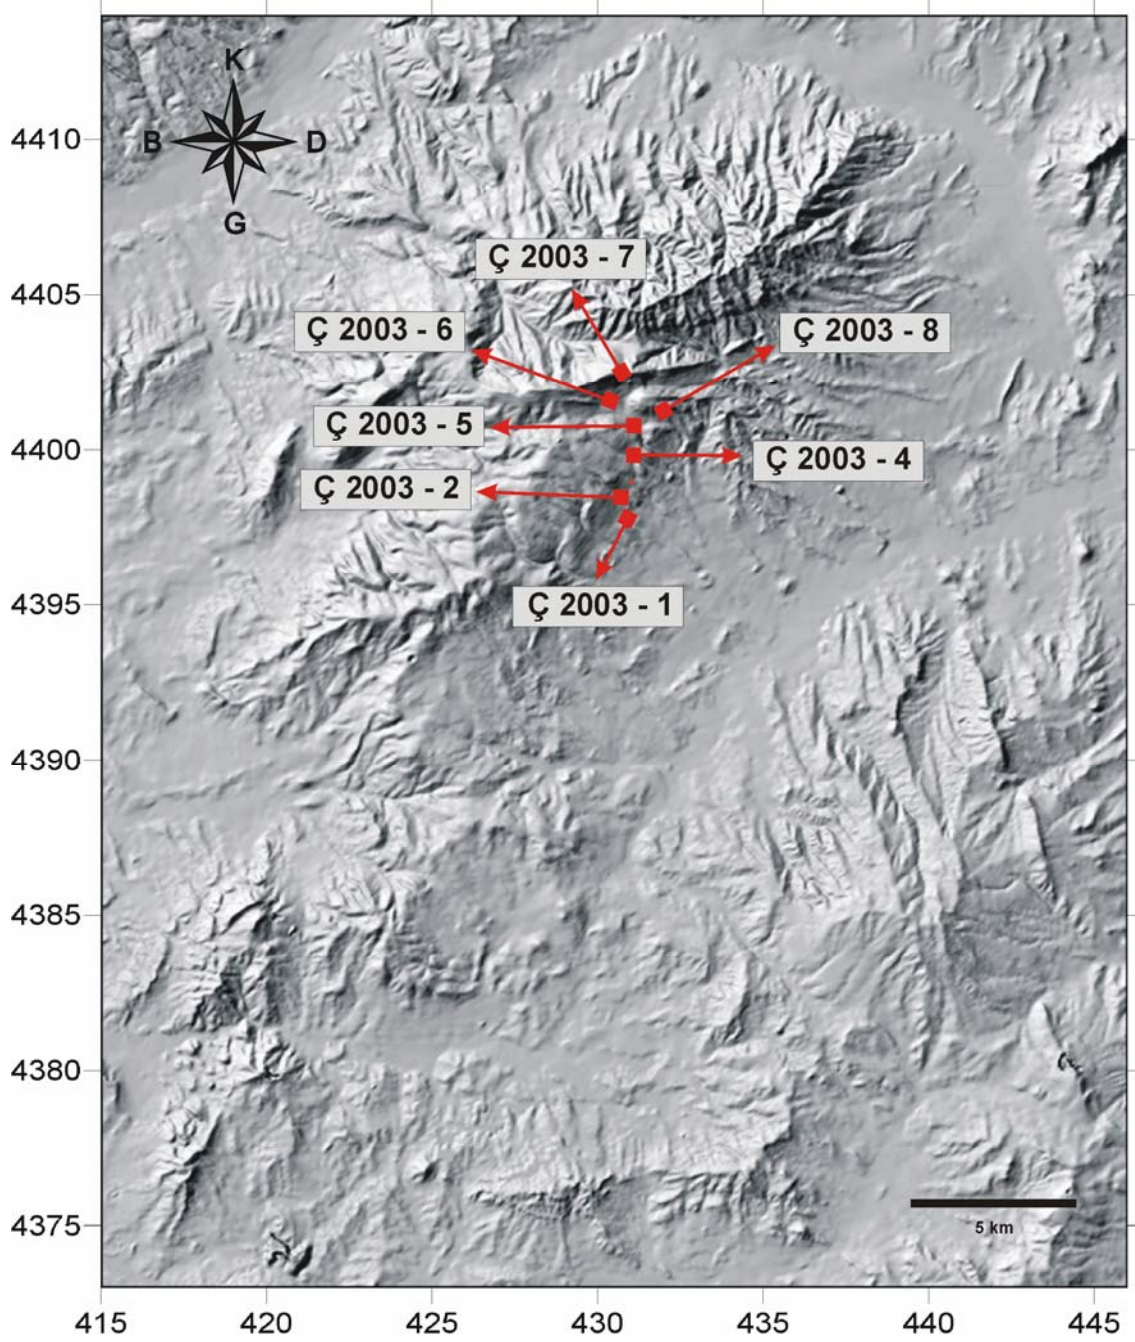 K
4410
B
D
G
Ç 2003 - 7
4405
Ç 2003 - 6
Ç 2003 - 8
Ç 2003 - 5
4400
Ç 2003 - 4
Ç 2003 - 2
4395
Ç 2003 - 1
4390
4385
4380
4375
5 km
415 420 425 430 435 440 445